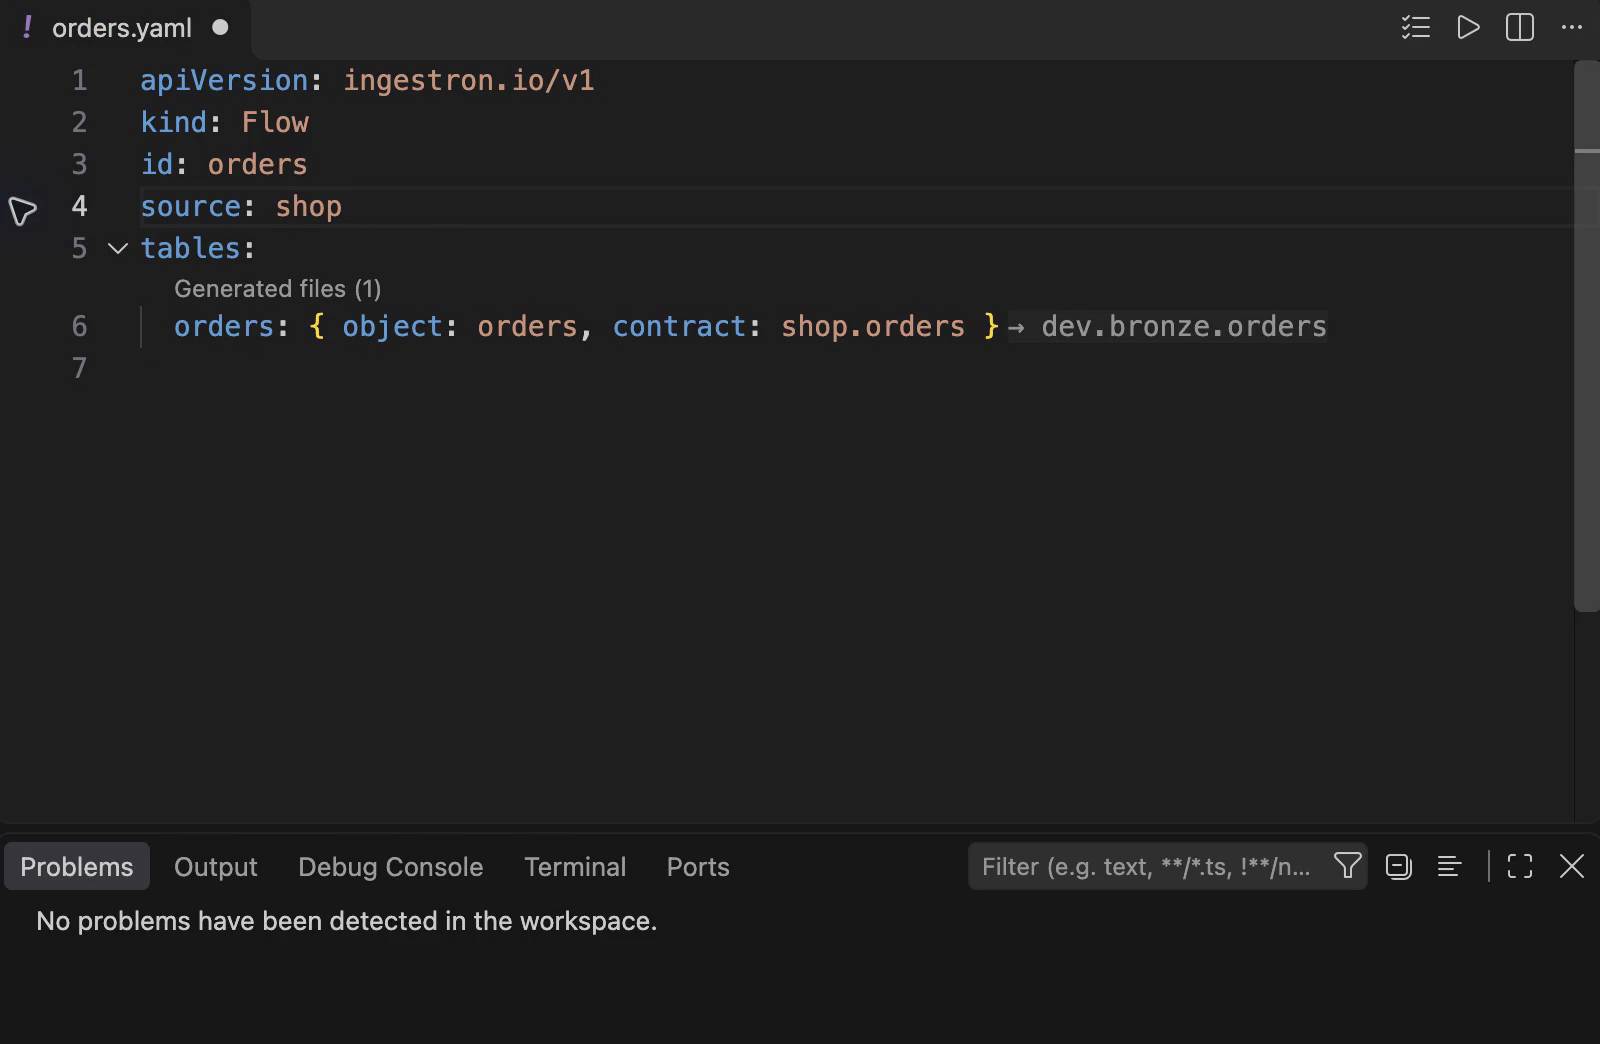 ! orders.yaml
1 apiVersion: ingestron.io/v1
2 kind: Flow
3 id: orders
4 source: shop
5 tables:
Generated files (1)
6 orders: { object: orders, contract: shop.orders } → dev.bronze.orders
7
Problems Output Debug Console Terminal Ports Filter (e.g. text, **/*.ts, !**/n...
No problems have been detected in the workspace.